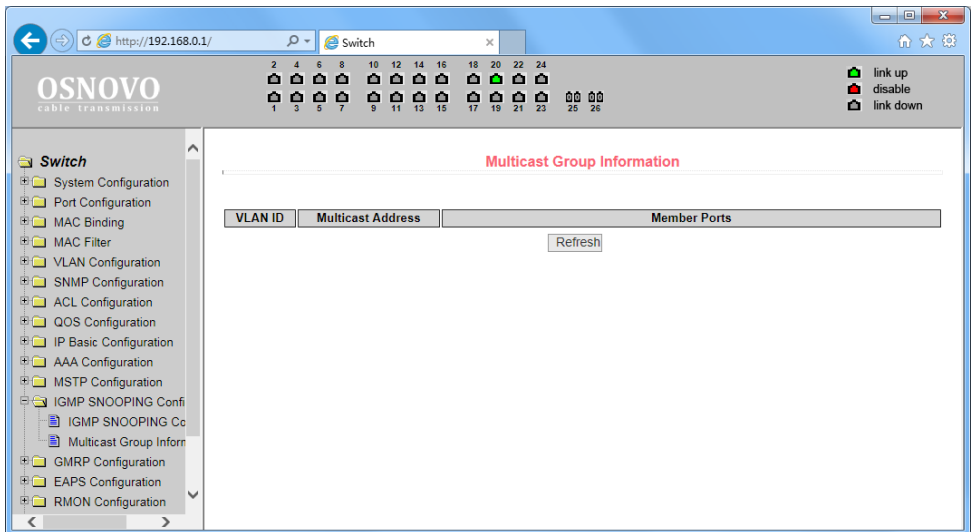 http://192.168.0.1/
Switch
OSNOVO
cable transmission
2 4 6 8 10 12 14 16 18 20 22 24
1 3 5 7 9 11 13 15 17 19 21 23 25 26
link up
disable
link down
Switch
System Configuration
Port Configuration
MAC Binding
MAC Filter
VLAN Configuration
SNMP Configuration
ACL Configuration
QOS Configuration
IP Basic Configuration
AAA Configuration
MSTP Configuration
IGMP SNOOPING Confi
IGMP SNOOPING Co
Multicast Group Inforn
GMRP Configuration
EAPS Configuration
RMON Configuration
Multicast Group Information
VLAN ID Multicast Address Member Ports
Refresh